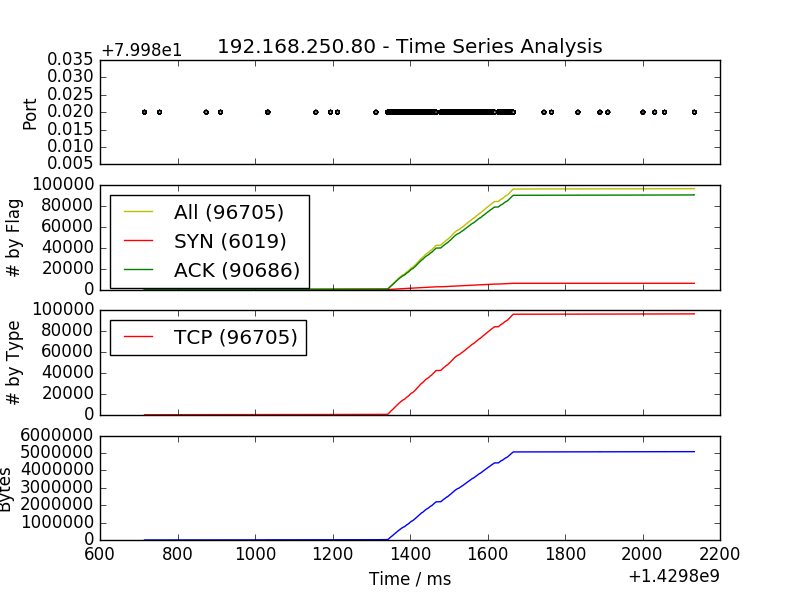 +7.998e1
192.168.250.80 - Time Series Analysis
0.035
0.030
0.025
0.020
0.015
0.010
0.005
Port
100000
80000
60000
40000
20000
0
# by Flag
All (96705)
SYN (6019)
ACK (90686)
100000
80000
60000
40000
20000
0
# by Type
TCP (96705)
6000000
5000000
4000000
3000000
2000000
1000000
0
Bytes
600 800 1000 1200 1400 1600 1800 2000 2200
Time / ms
+1.4298e9